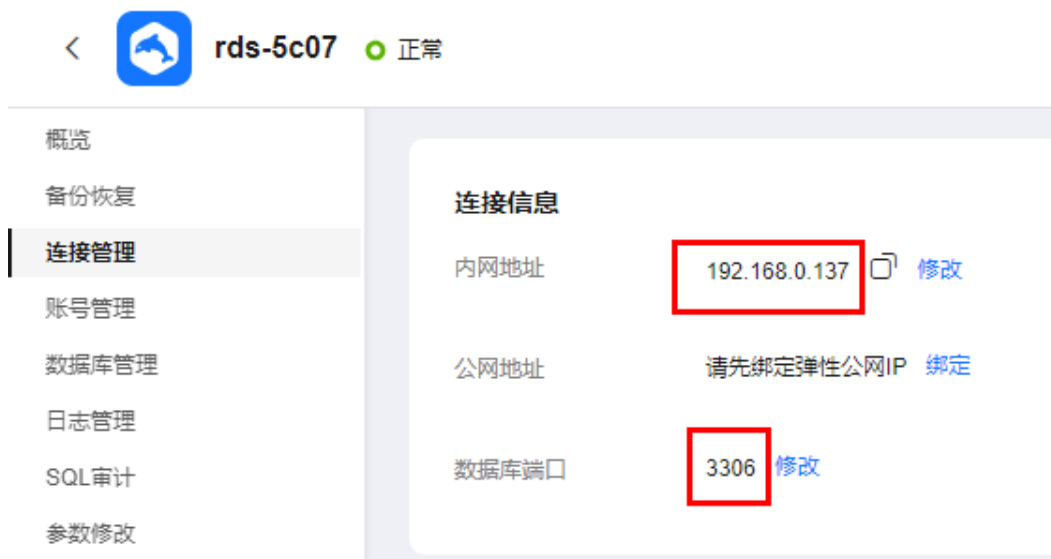 rds-5c07 正常
概览
备份恢复
连接管理
账号管理
数据库管理
日志管理
SQL审计
参数修改
连接信息
内网地址 192.168.0.137 修改
公网地址 请先绑定弹性公网IP 绑定
数据库端口 3306 修改